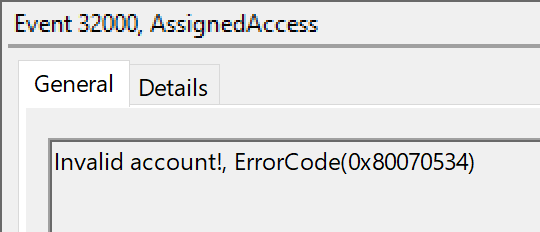 Event 32000, AssignedAccess
General
Details
Invalid account!, ErrorCode(0x80070534)